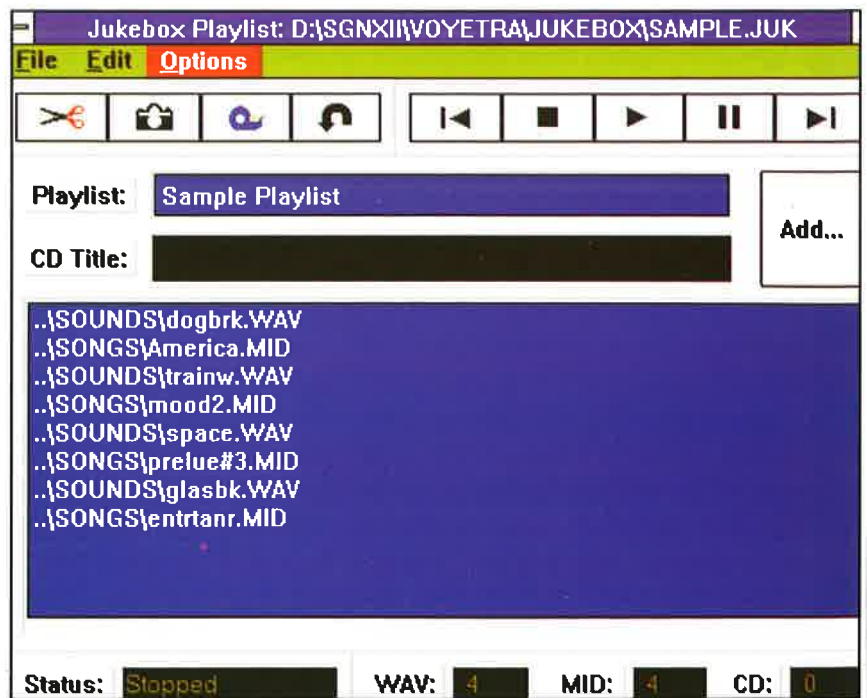 Jukebox Playlist: D:\SGNXII\VOYETRA\JUKEBOX\SAMPLE.JUK
File Edit Options
Playlist: Sample Playlist
Add...
CD Title:
..\SOUNDS\dogbrk.WAV
..\SONGS\America.MID
..\SOUNDS\trainw.WAV
..\SONGS\mood2.MID
..\SOUNDS\space.WAV
..\SONGS\prelue#3.MID
..\SOUNDS\glasbk.WAV
..\SONGS\entrtanr.MID
Status: Stopped WAV: 4 MID: 4 CD: 0